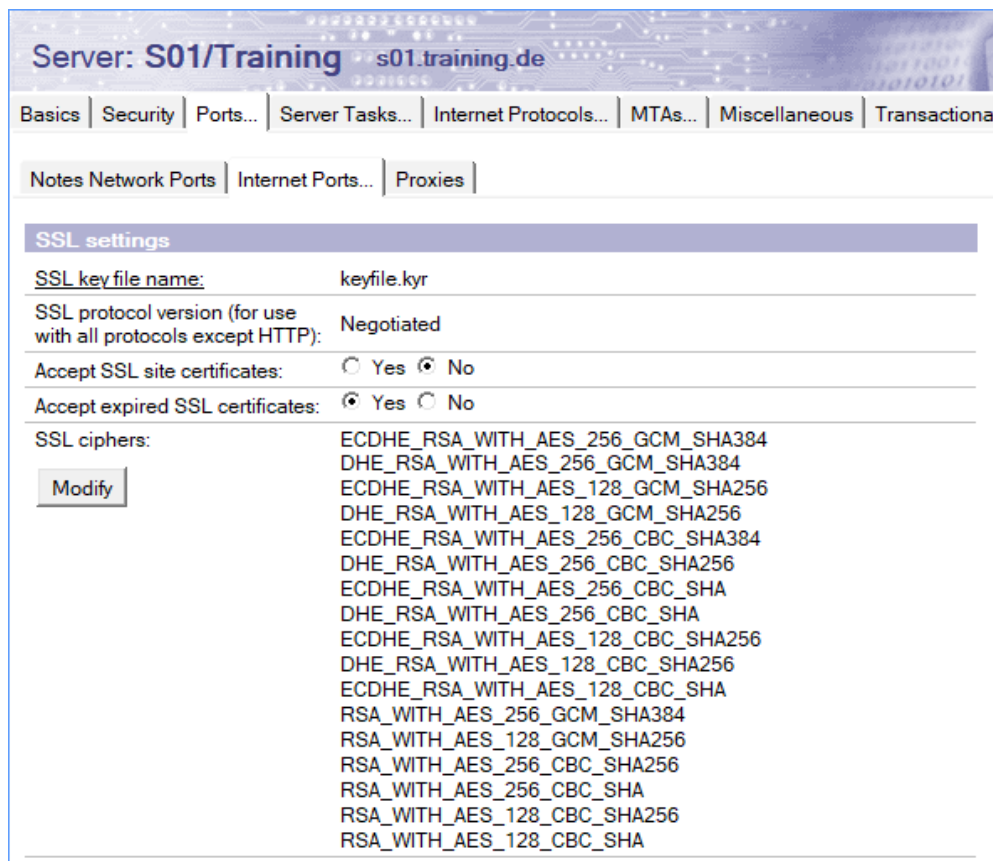 Server: S01/Training s01.training.de
Basics Security Ports... Server Tasks... Internet Protocols... MTAs... Miscellaneous Transactiona
Notes Network Ports Internet Ports... Proxies
SSL settings
SSL key file name: keyfile.kyr
SSL protocol version (for use
with all protocols except HTTP): Negotiated
Accept SSL site certificates: Yes No
Accept expired SSL certificates: Yes No
SSL ciphers: ECDHE_RSA_WITH_AES_256_GCM_SHA384
DHE_RSA_WITH_AES_256_GCM_SHA384
Modify ECDHE_RSA_WITH_AES_128_GCM_SHA256
DHE_RSA_WITH_AES_128_GCM_SHA256
ECDHE_RSA_WITH_AES_256_CBC_SHA384
DHE_RSA_WITH_AES_256_CBC_SHA256
ECDHE_RSA_WITH_AES_256_CBC_SHA
DHE_RSA_WITH_AES_256_CBC_SHA
ECDHE_RSA_WITH_AES_128_CBC_SHA256
DHE_RSA_WITH_AES_128_CBC_SHA256
ECDHE_RSA_WITH_AES_128_CBC_SHA
RSA_WITH_AES_256_GCM_SHA384
RSA_WITH_AES_128_GCM_SHA256
RSA_WITH_AES_256_CBC_SHA256
RSA_WITH_AES_256_CBC_SHA
RSA_WITH_AES_128_CBC_SHA256
RSA_WITH_AES_128_CBC_SHA